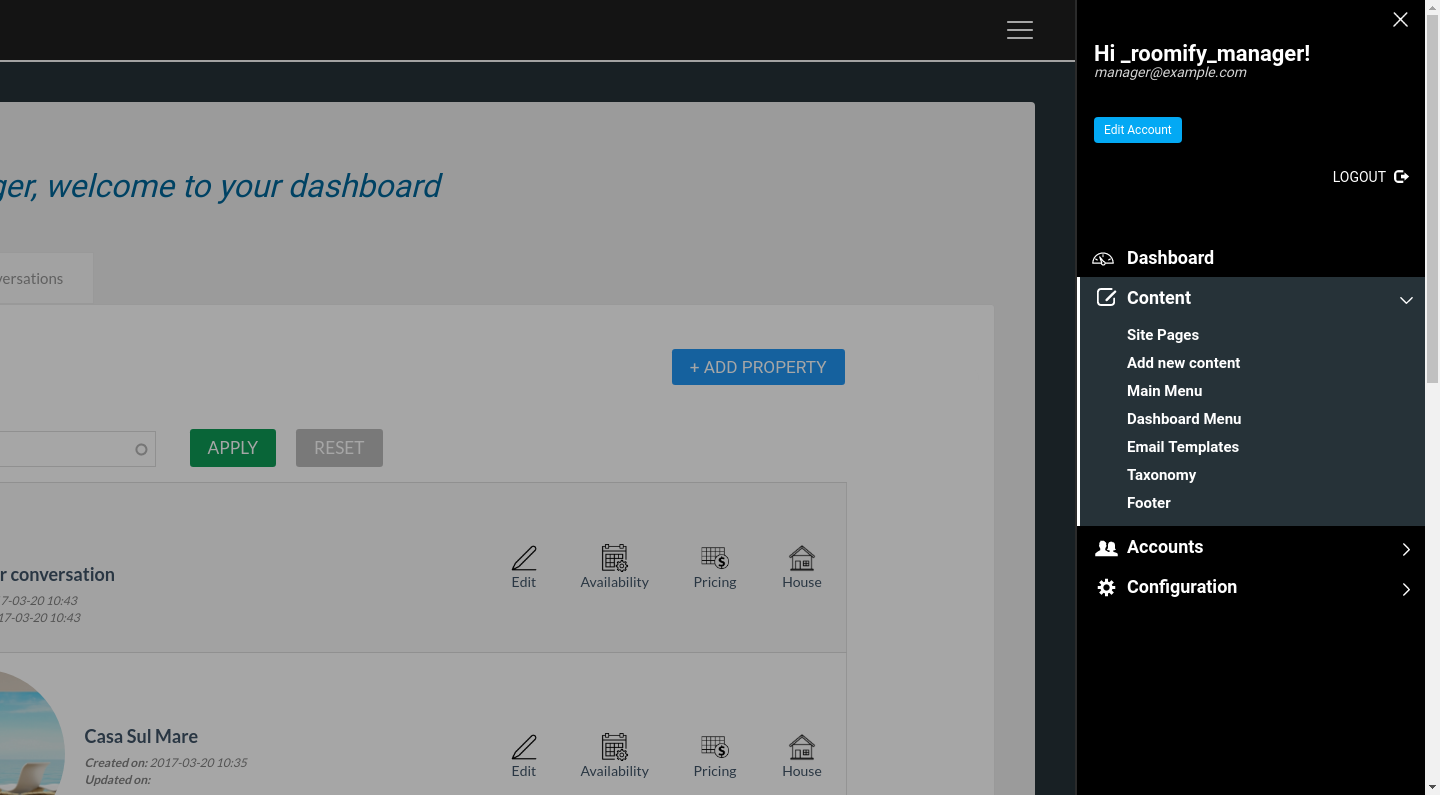 ger, welcome to your dashboard
versations
+ ADD PROPERTY
APPLY
RESET
r conversation
7-03-20 10:43
17-03-20 10:43
Edit
Availability
Pricing
House
Casa Sul Mare
Created on: 2017-03-20 10:35
Updated on:
Edit
Availability
Pricing
House
Hi _roomify_manager!
manager@example.com
Edit Account
LOGOUT
Dashboard
Content
Site Pages
Add new content
Main Menu
Dashboard Menu
Email Templates
Taxonomy
Footer
Accounts
Configuration